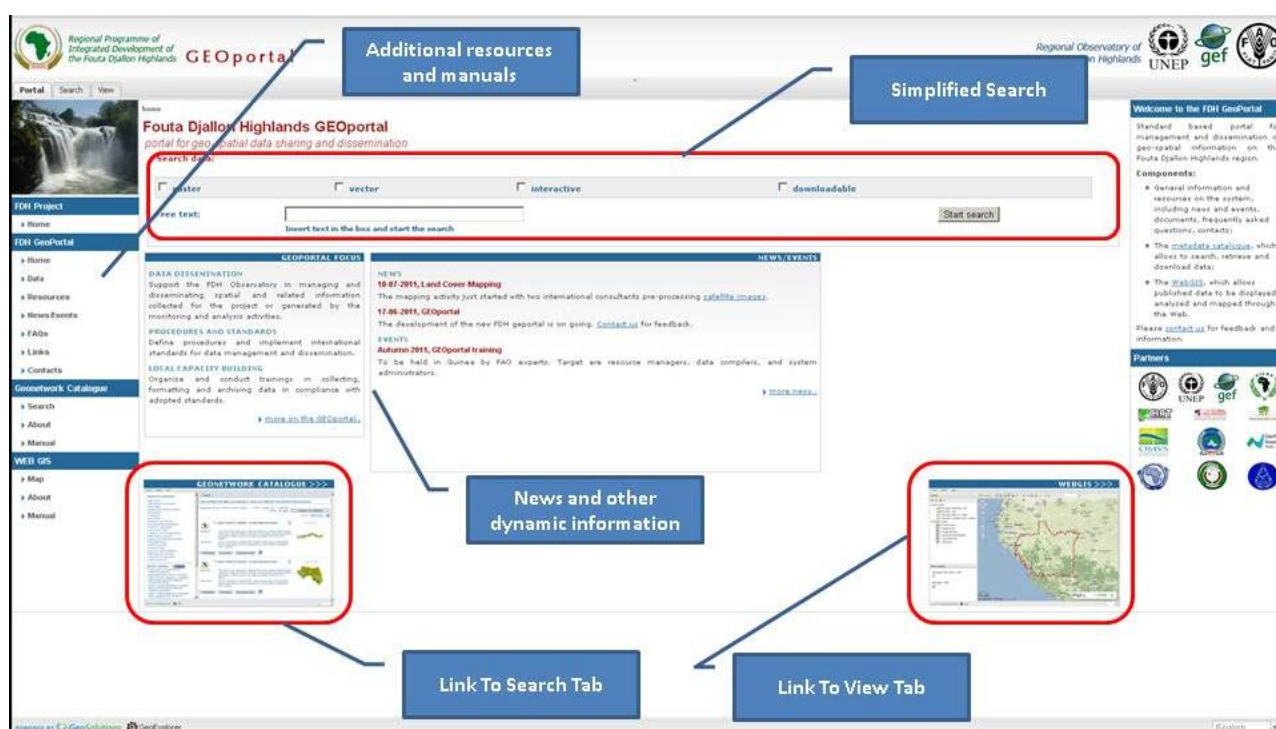 Regional Programme of
Integrated Development of
the Fouta Djallon Highlands
GEOportal
Additional resources
and manuals
Regional Observatory of
Highlands
UNEP
gef
Simplified Search
Portal
Search
View
home
Fouta Djallon Highlands GEOportal
portal for geo-spatial data sharing and dissemination
Search data:
raster
vector
interactive
downloadable
Free text:
Start search
Insert text in the box and start the search
FDH Project
Home
FDH GeoPortal
Home
Data
Resources
News Events
FAQs
Links
Contacts
Geonetwork Catalogue
Search
About
Manual
WEB GIS
Map
About
Manual
GEOPORTAL FOCUS
DATA DISSEMINATION
Support the FDH Observatory in managing and
disseminating spatial and related information
collected for the project or generated by the
monitoring and analysis activities.
PROCEDURES AND STANDARDS
Define procedures and implement international
standards for data management and dissemination.
LOCAL CAPACITY BUILDING
Organise and conduct trainings in collecting,
formatting and archiving data in compliance with
adopted standards.
more on the GEOportal..
NEWS/EVENTS
NEWS
18-07-2011, Land Cover Mapping
The mapping activity just started with two international consultants pre-processing satellite images.
17-06-2011, GEOportal
The development of the new FDH geportal is on going. Contact us for feedback.
EVENTS
Autumn 2011, GEOportal training
To be held in Guinea by FAO experts. Target are resource managers, data compilers, and system
administrators.
more news..
Welcome to the FDH GeoPortal
Standard based portal
management and dissemination
geo-spatial information on
Fouta Djallon Highlands region.
Components:
General information and
resources on the system,
including news and events,
documents, frequently asked
questions, contacts;
The metadata catalogue, which
allows to search, retrieve and
download data;
The WebGIS, which allows
published data to be displayed
analyzed and mapped through
the Web.
Please contact us for feedback and
information.
Partners
UNEP
gef
CIRAT
OMVS
GEONETWORK CATALOGUE >>>
News and other
dynamic information
WEBGIS >>>
Link To Search Tab
Link To View Tab
POWERED BY GeoSolutions GeoExplorer
English